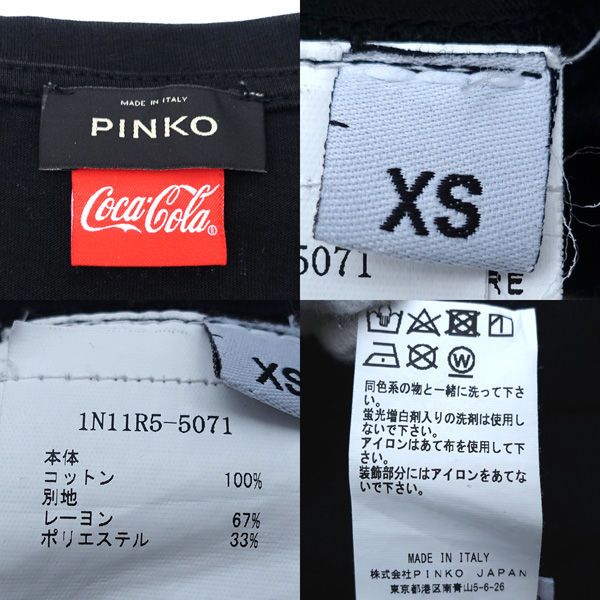 MADE IN ITALY
PINKO
Coca-Cola
®
XS
5071
RE
XS
1N11R5-5071
本体
コットン 100%
別地
レーヨン 67%
ポリエステル 33%
W
同色系の物と一緒に洗って下さい。
蛍光増白剤入りの洗剤は使用しないで下さい。
アイロンはあて布を使用して下さい。
装飾部分にはアイロンをあてないで下さい。
MADE IN ITALY
株式会社PINKO JAPAN
東京都港区南青山5-6-26